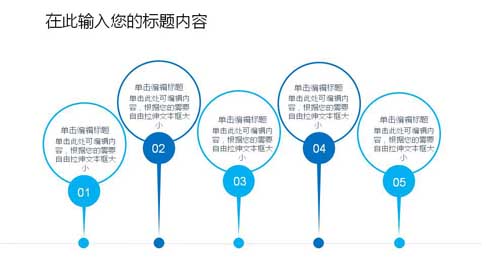 在此输入您的标题内容
单击编辑标题
单击此处可编辑内
容，根据您的需要
自由拉伸文本框大
小
01
单击编辑标题
单击此处可编辑内
容，根据您的需要
自由拉伸文本框大
小
02
单击编辑标题
单击此处可编辑内
容，根据您的需要
自由拉伸文本框大
小
03
单击编辑标题
单击此处可编辑内
容，根据您的需要
自由拉伸文本框大
小
04
单击编辑标题
单击此处可编辑内
容，根据您的需要
自由拉伸文本框大
小
05